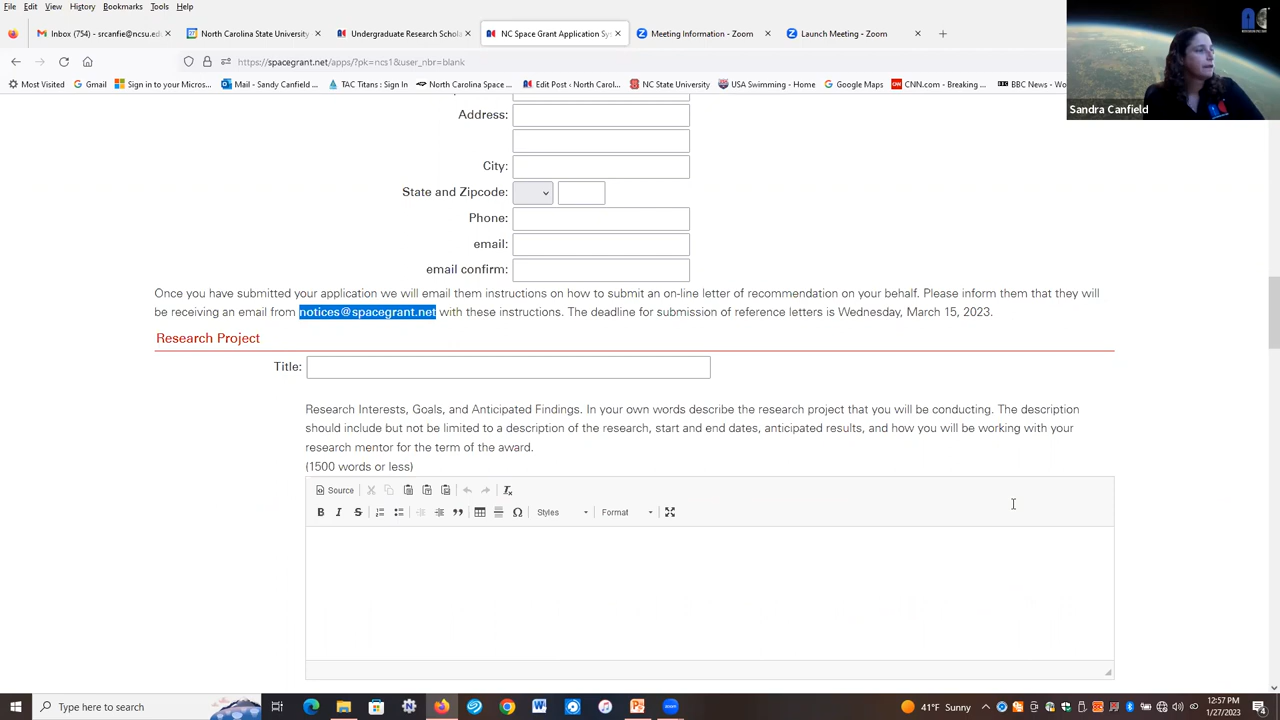 File Edit View History Bookmarks Tools Help
Inbox (754) – srcanfie@ncsu.ed
North Carolina State University
Undergraduate Research Schola
NC Space Grant Application Sy
Meeting Information - Zoom
Launch Meeting - Zoom
https://spacegrant.net/apps/?pk=ncs1&user_nbr=blank
Most Visited
Gmail
Sign in to your Micros...
Mail - Sandy Canfield ...
TAC Titans : Sign In
North Carolina Space ...
Edit Post ‹ North Carol...
NC State University
USA Swimming - Home
Google Maps
CNN.com - Breaking ...
BBC News - Wo
Sandra Canfield
Address:
City:
State and Zipcode:
Phone:
email:
email confirm:
Once you have submitted your application we will email them instructions on how to submit an on-line letter of recommendation on your behalf. Please inform them that they will
be receiving an email from notices@spacegrant.net with these instructions. The deadline for submission of reference letters is Wednesday, March 15, 2023.
Research Project
Title:
Research Interests, Goals, and Anticipated Findings. In your own words describe the research project that you will be conducting. The description
should include but not be limited to a description of the research, start and end dates, anticipated results, and how you will be working with your
research mentor for the term of the award.
(1500 words or less)
Source
B I S Styles Format
Type here to search
41°F Sunny
12:57 PM
1/27/2023